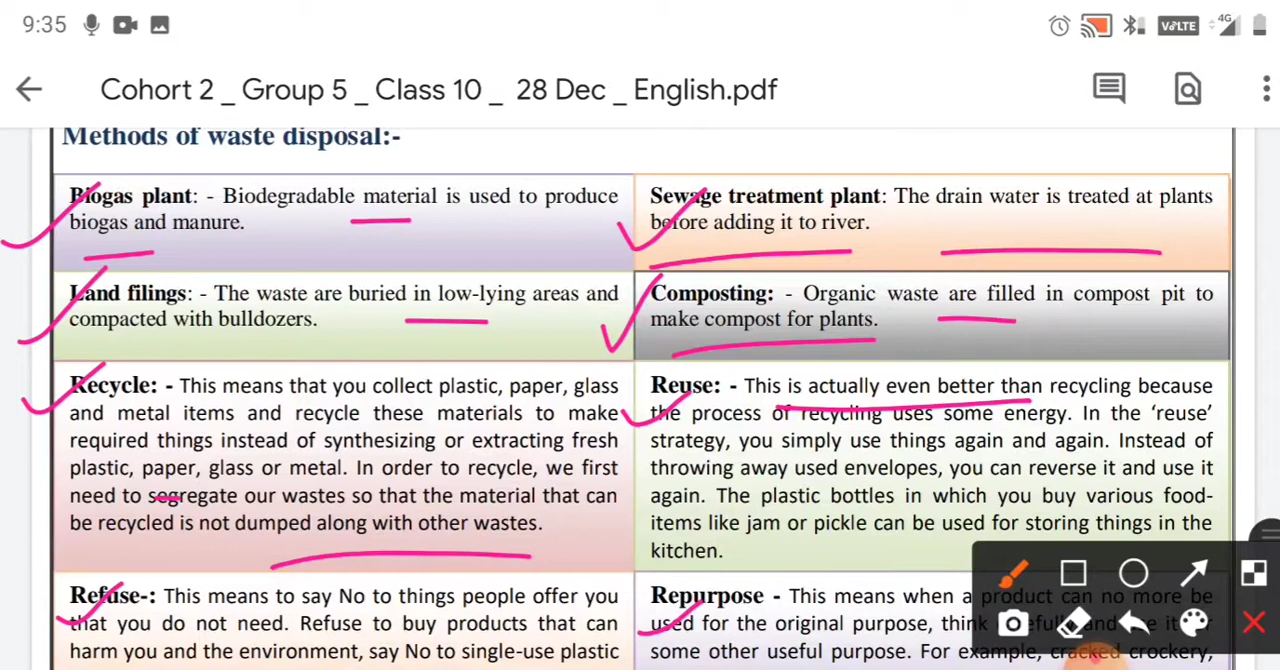 9:35
VoLTE 4G
Cohort 2 _ Group 5 _ Class 10 _ 28 Dec _ English.pdf
Methods of waste disposal:-
Biogas plant: - Biodegradable material is used to produce
biogas and manure.
Sewage treatment plant: The drain water is treated at plants
before adding it to river.
Land filings: - The waste are buried in low-lying areas and
compacted with bulldozers.
Composting: - Organic waste are filled in compost pit to
make compost for plants.
Recycle: - This means that you collect plastic, paper, glass
and metal items and recycle these materials to make
required things instead of synthesizing or extracting fresh
plastic, paper, glass or metal. In order to recycle, we first
need to segregate our wastes so that the material that can
be recycled is not dumped along with other wastes.
Reuse: - This is actually even better than recycling because
the process of recycling uses some energy. In the ‘reuse’
strategy, you simply use things again and again. Instead of
throwing away used envelopes, you can reverse it and use it
again. The plastic bottles in which you buy various food-
items like jam or pickle can be used for storing things in the
kitchen.
Refuse-: This means to say No to things people offer you
that you do not need. Refuse to buy products that can
harm you and the environment, say No to single-use plastic
Repurpose - This means when a product can no more be
used for the original purpose, think and
some other useful purpose. For example, cracked crockery,